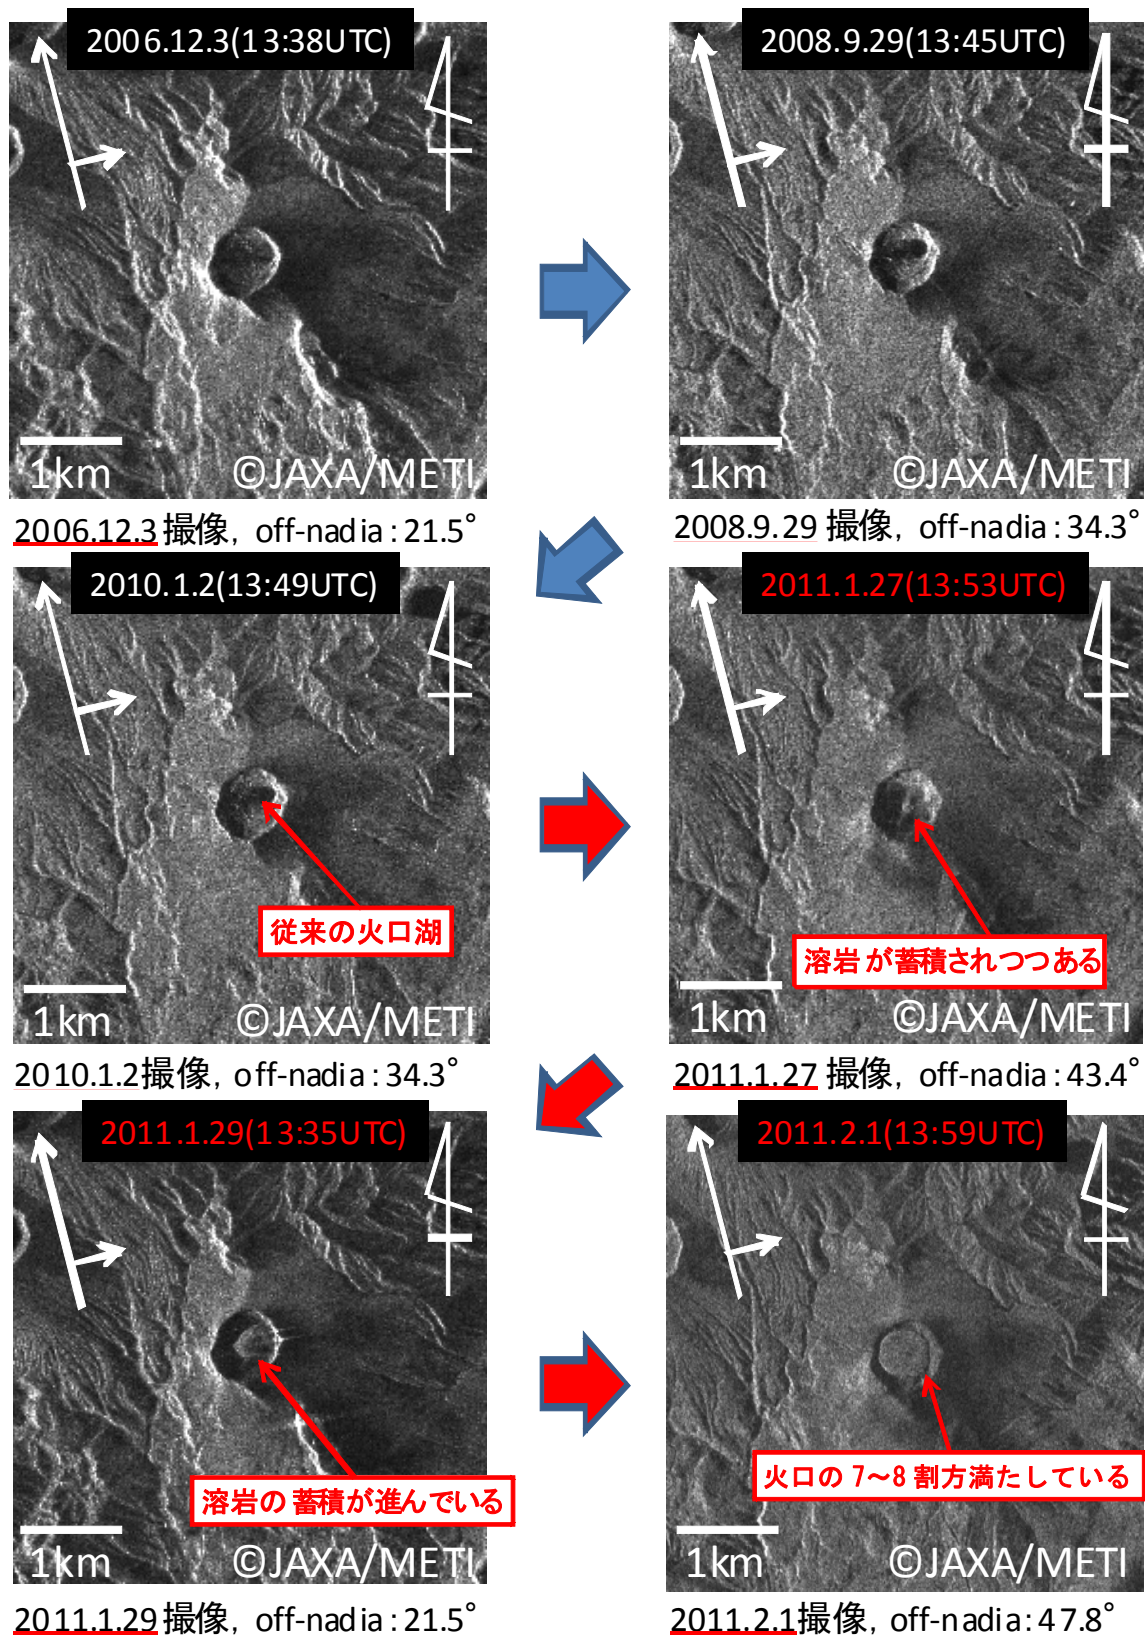 2006.12.3(13:38UTC)
1km ©JAXA/METI
2006.12.3 撮像, off-nadia:21.5°
2008.9.29(13:45UTC)
1km ©JAXA/METI
2008.9.29 撮像, off-nadia:34.3°
2010.1.2(13:49UTC)
従来の火口湖
1km ©JAXA/METI
2010.1.2撮像, off-nadia:34.3°
2011.1.27(13:53UTC)
溶岩が蓄積されつつある
1km ©JAXA/METI
2011.1.27 撮像, off-nadia:43.4°
2011.1.29(13:35UTC)
溶岩の蓄積が進んでいる
1km ©JAXA/METI
2011.1.29 撮像, off-nadia:21.5°
2011.2.1(13:59UTC)
火口の7~8割方満たしている
1km ©JAXA/METI
2011.2.1撮像, off-nadia:47.8°